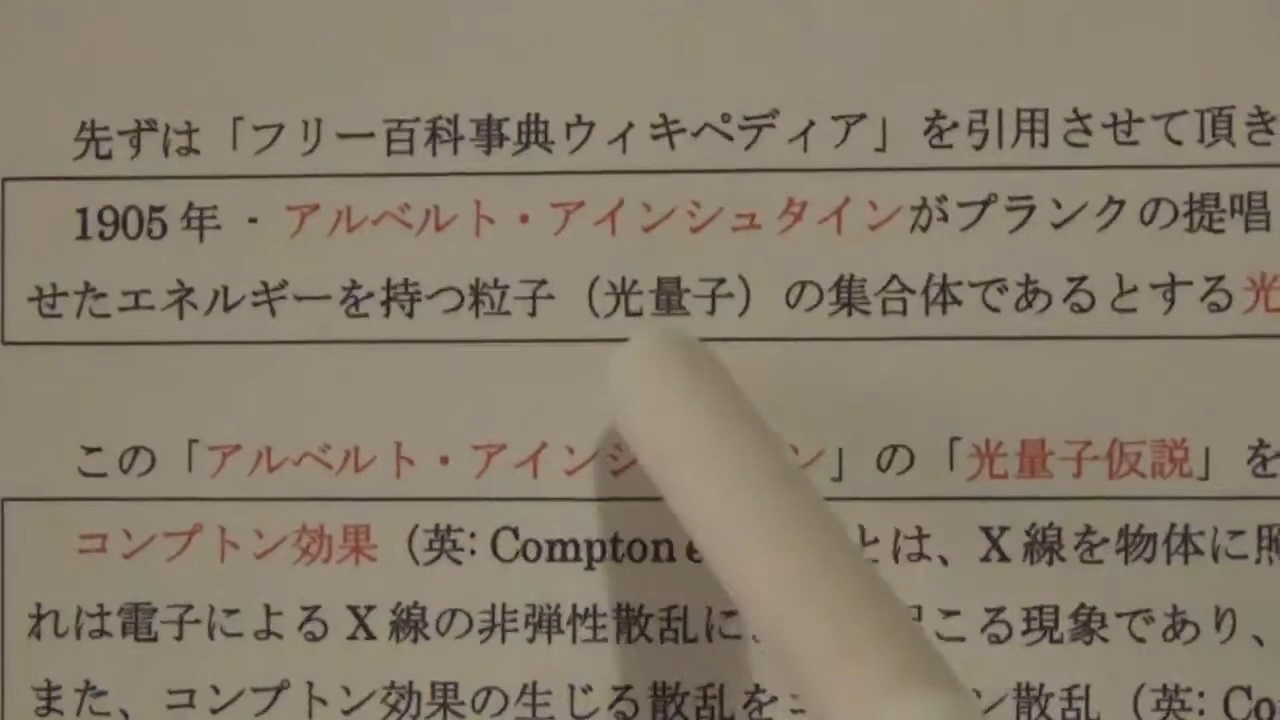 先ずは「フリー百科事典ウィキペディア」を引用させて頂き
1905年 - アルベルト・アインシュタインがプランクの提唱
せたエネルギーを持つ粒子（光量子）の集合体であるとする光
この「アルベルト・アインシ ン」の「光量子仮説」を
コンプトン効果（英: Compton e とは、X線を物体に照
れは電子によるX線の非弾性散乱に こる現象であり、
また、コンプトン効果の生じる散乱を ン散乱（英: Co